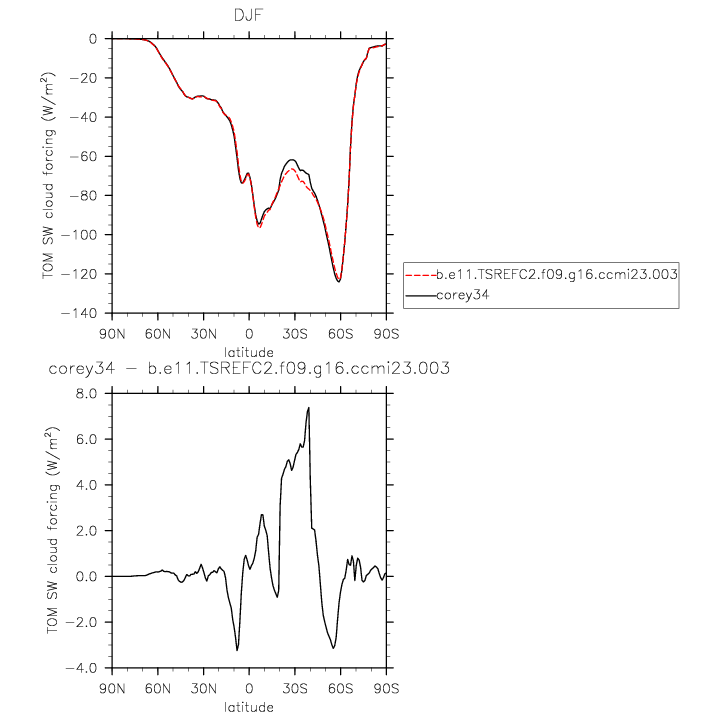 DJF
0
−20
−40
−60
−80
−100
−120
−140
TOM SW cloud forcing (W/m²)
90N 60N 30N 0 30S 60S 90S
latitude
b.e11.TSREFC2.f09.g16.ccmi23.003
corey34
corey34 − b.e11.TSREFC2.f09.g16.ccmi23.003
8.0
6.0
4.0
2.0
0.0
−2.0
−4.0
TOM SW cloud forcing (W/m²)
90N 60N 30N 0 30S 60S 90S
latitude